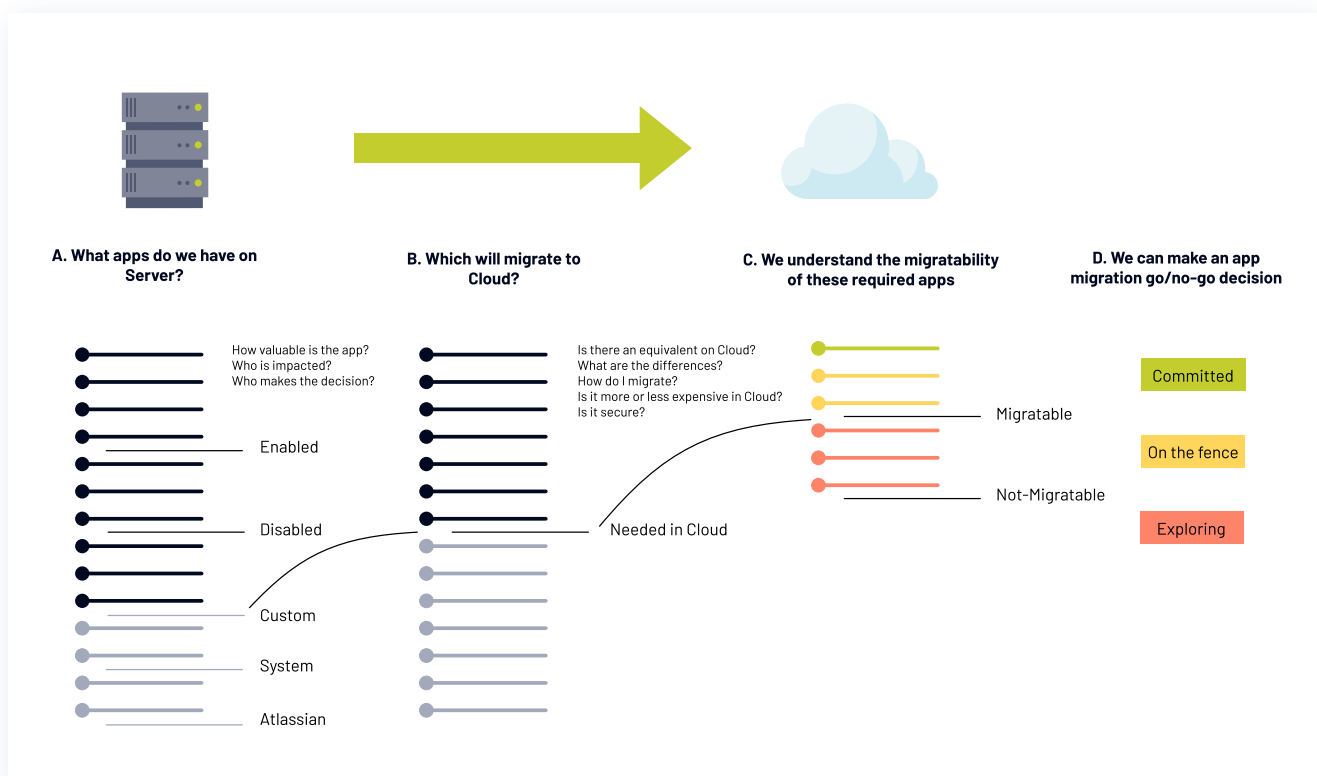 A. What apps do we have on
Server?
B. Which will migrate to
Cloud?
C. We understand the migratability
of these required apps
D. We can make an app
migration go/no-go decision
How valuable is the app?
Who is impacted?
Who makes the decision?
Enabled
Disabled
Custom
System
Atlassian
Is there an equivalent on Cloud?
What are the differences?
How do I migrate?
Is it more or less expensive in Cloud?
Is it secure?
Needed in Cloud
Migratable
Not-Migratable
Committed
On the fence
Exploring